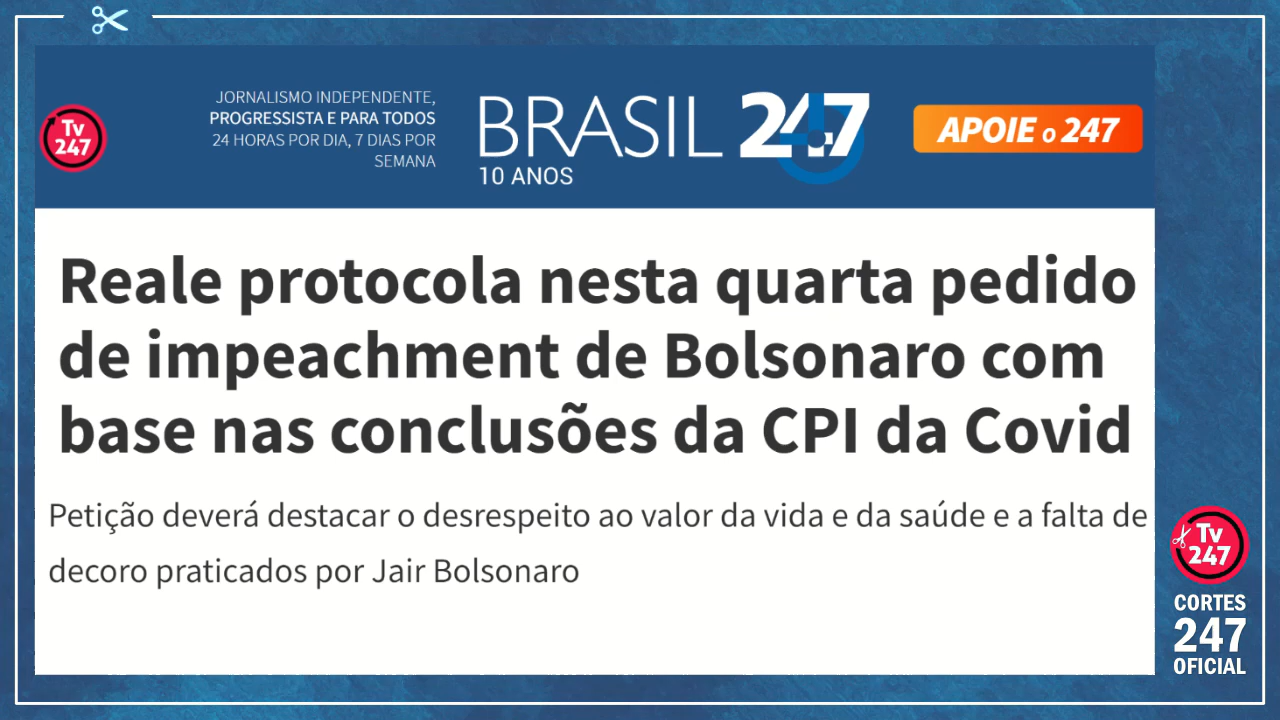 Tv
247
JORNALISMO INDEPENDENTE,
PROGRESSISTA E PARA TODOS
24 HORAS POR DIA, 7 DIAS POR
SEMANA
BRASIL 247
10 ANOS
APOIE o 247
Reale protocola nesta quarta pedido
de impeachment de Bolsonaro com
base nas conclusões da CPI da Covid
Petição deverá destacar o desrespeito ao valor da vida e da saúde e a falta de
decoro praticados por Jair Bolsonaro
Tv
247
CORTES
247
OFICIAL